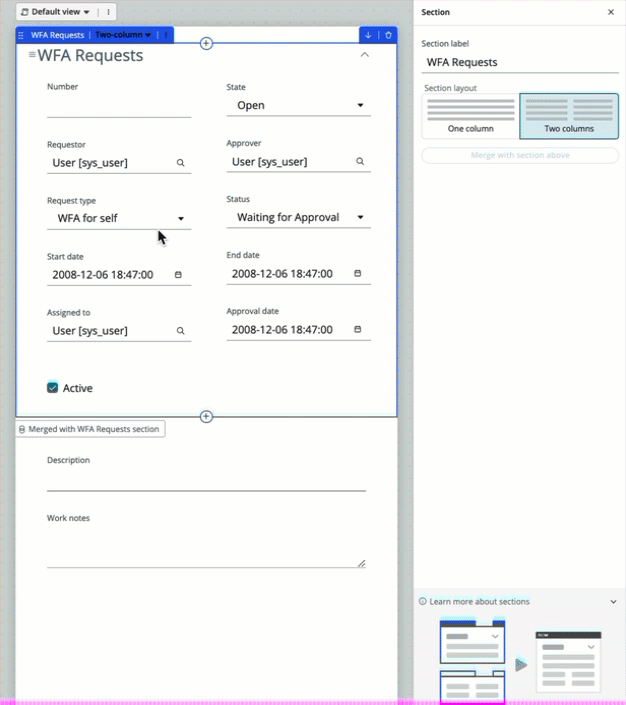 Default view
WFA Requests | Two-column
WFA Requests
Number
State
Open
Requestor
User [sys_user]
Approver
User [sys_user]
Request type
WFA for self
Status
Waiting for Approval
Start date
2008-12-06 18:47:00
End date
2008-12-06 18:47:00
Assigned to
User [sys_user]
Approval date
2008-12-06 18:47:00
Active
Merged with WFA Requests section
Description
Work notes
Section
Section label
WFA Requests
Section layout
One column
Two columns
Merge with section above
Learn more about sections